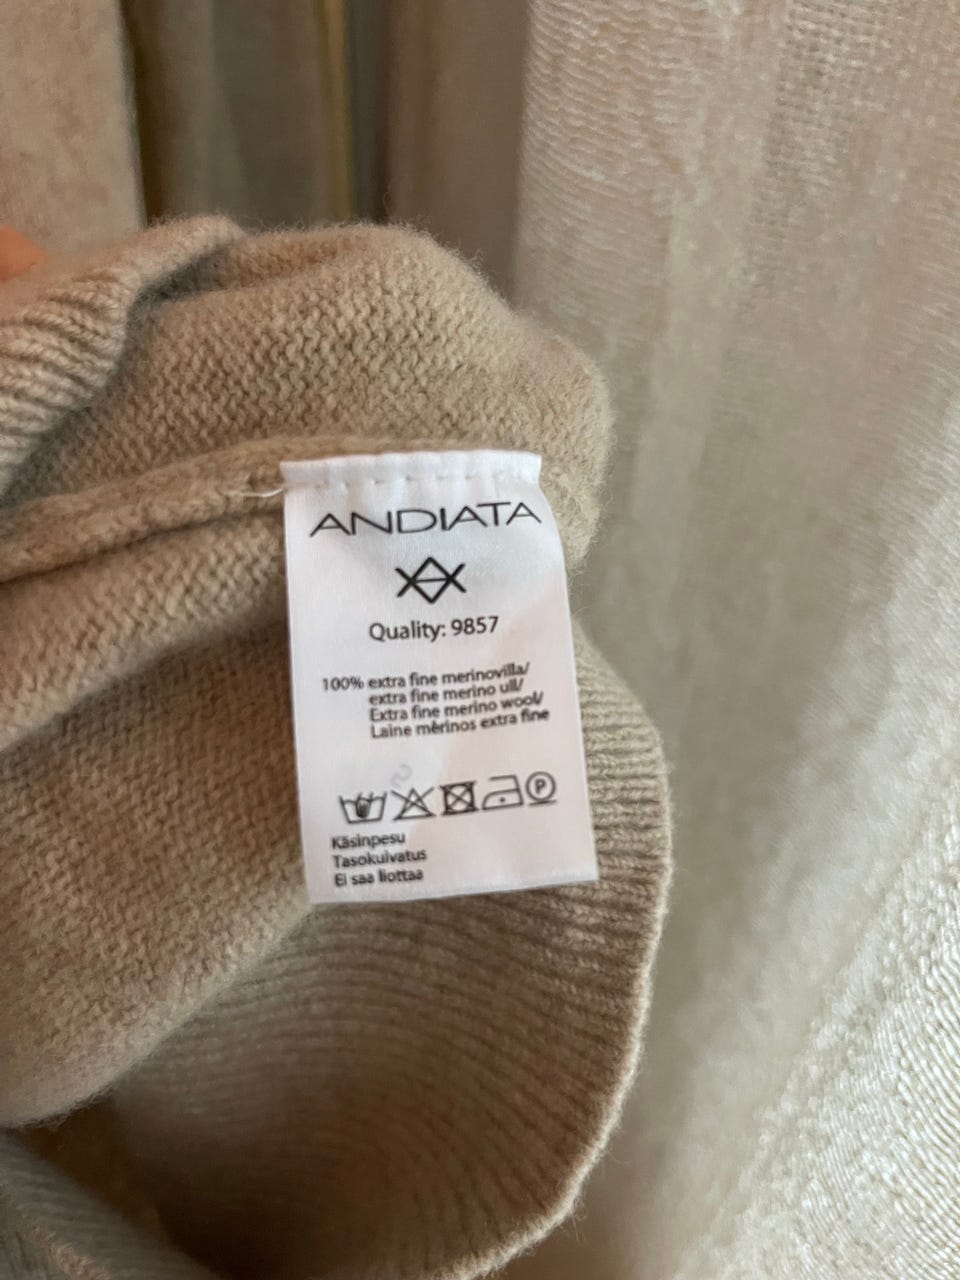 ANDIATA
Quality: 9857
100% extra fine merinovilla/
extra fine merino ull/
Extra fine merino wool/
Laine mérinos extra fine
P
Käsinpesu
Tasokuivatus
Ei saa liottaa